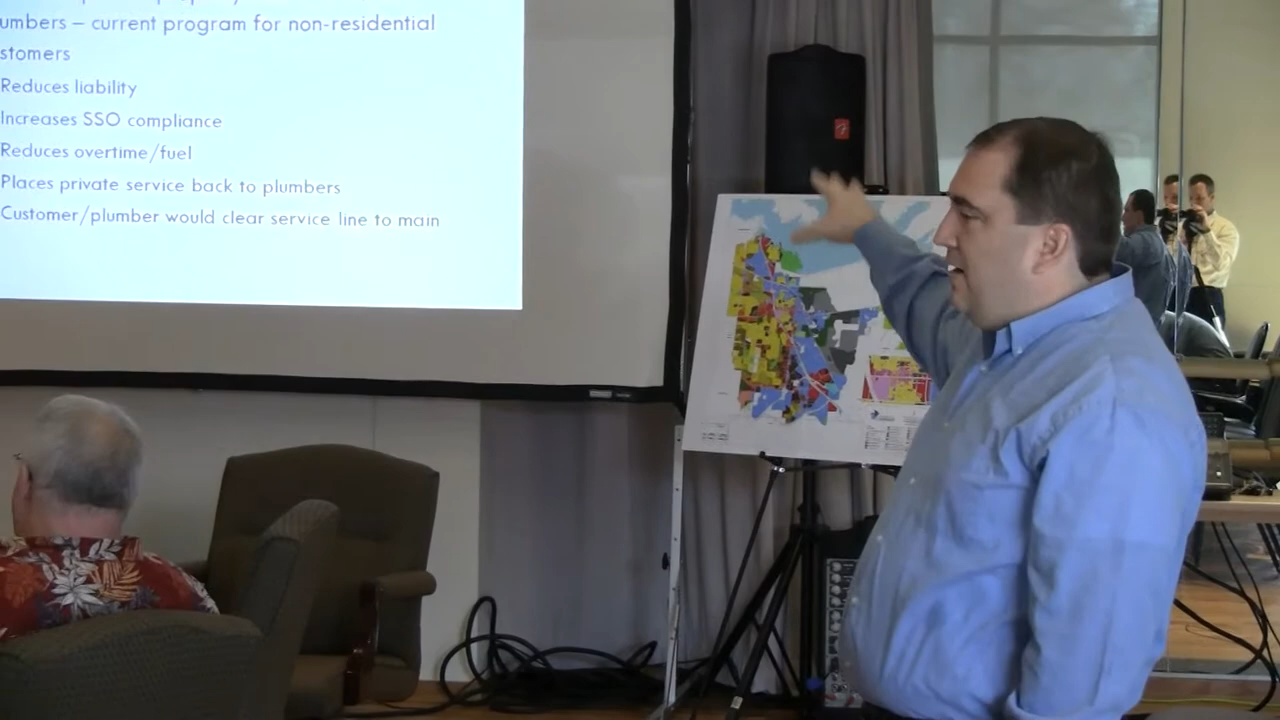 umbers – current program for non-residential
stomers
Reduces liability
Increases SSO compliance
Reduces overtime/fuel
Places private service back to plumbers
Customer/plumber would clear service line to main